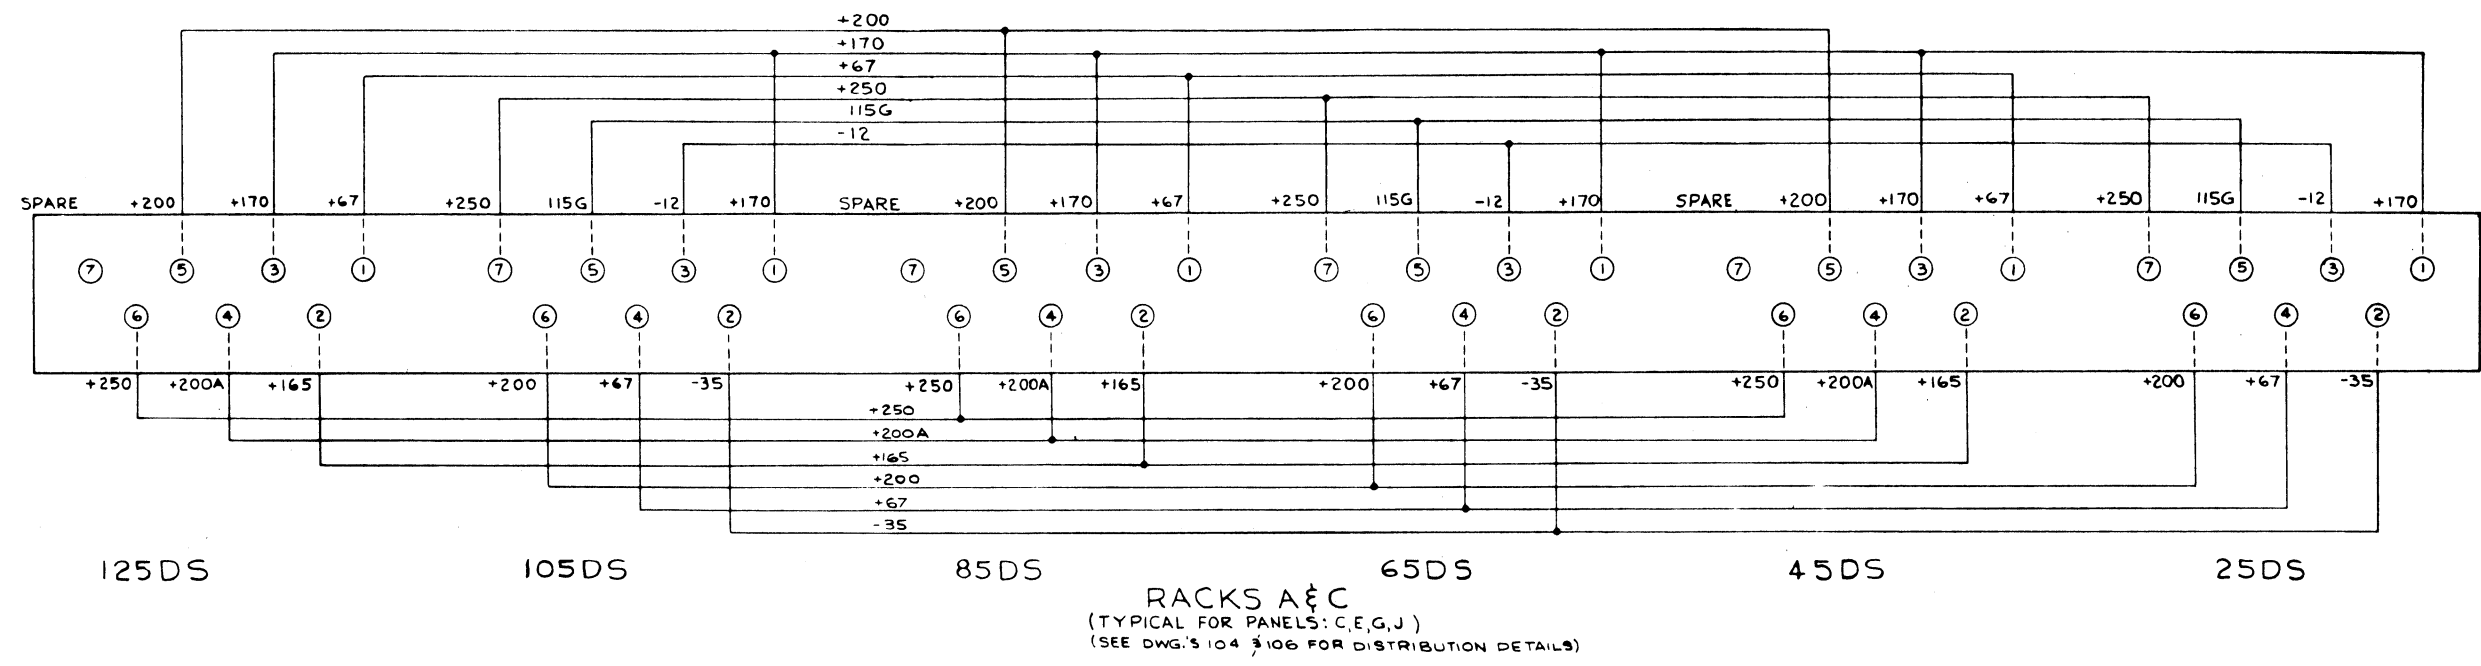 +200
+170
+67
+250
115G
-12
SPARE +200 +170 +67 +250 115G -12 +170 SPARE +200 +170 +67 +250 115G -12 +170 SPARE +200 +170 +67 +250 115G -12 +170
7 5 3 1 7 5 3 1 7 5 3 1 7 5 3 1 7 5 3 1 7 5 3 1
6 4 2 6 4 2 6 4 2 6 4 2 6 4 2 6 4 2
+250 +200A +165 +200 +67 -35 +250 +200A +165 +200 +67 -35 +250 +200A +165 +200 +67 -35
+250
+200A
+165
+200
+67
-35
125DS 105DS 85DS 65DS 45DS 25DS
RACKS A & C
(TYPICAL FOR PANELS: C,E,G,J)
(SEE DWG.'S 104 & 106 FOR DISTRIBUTION DETAILS)